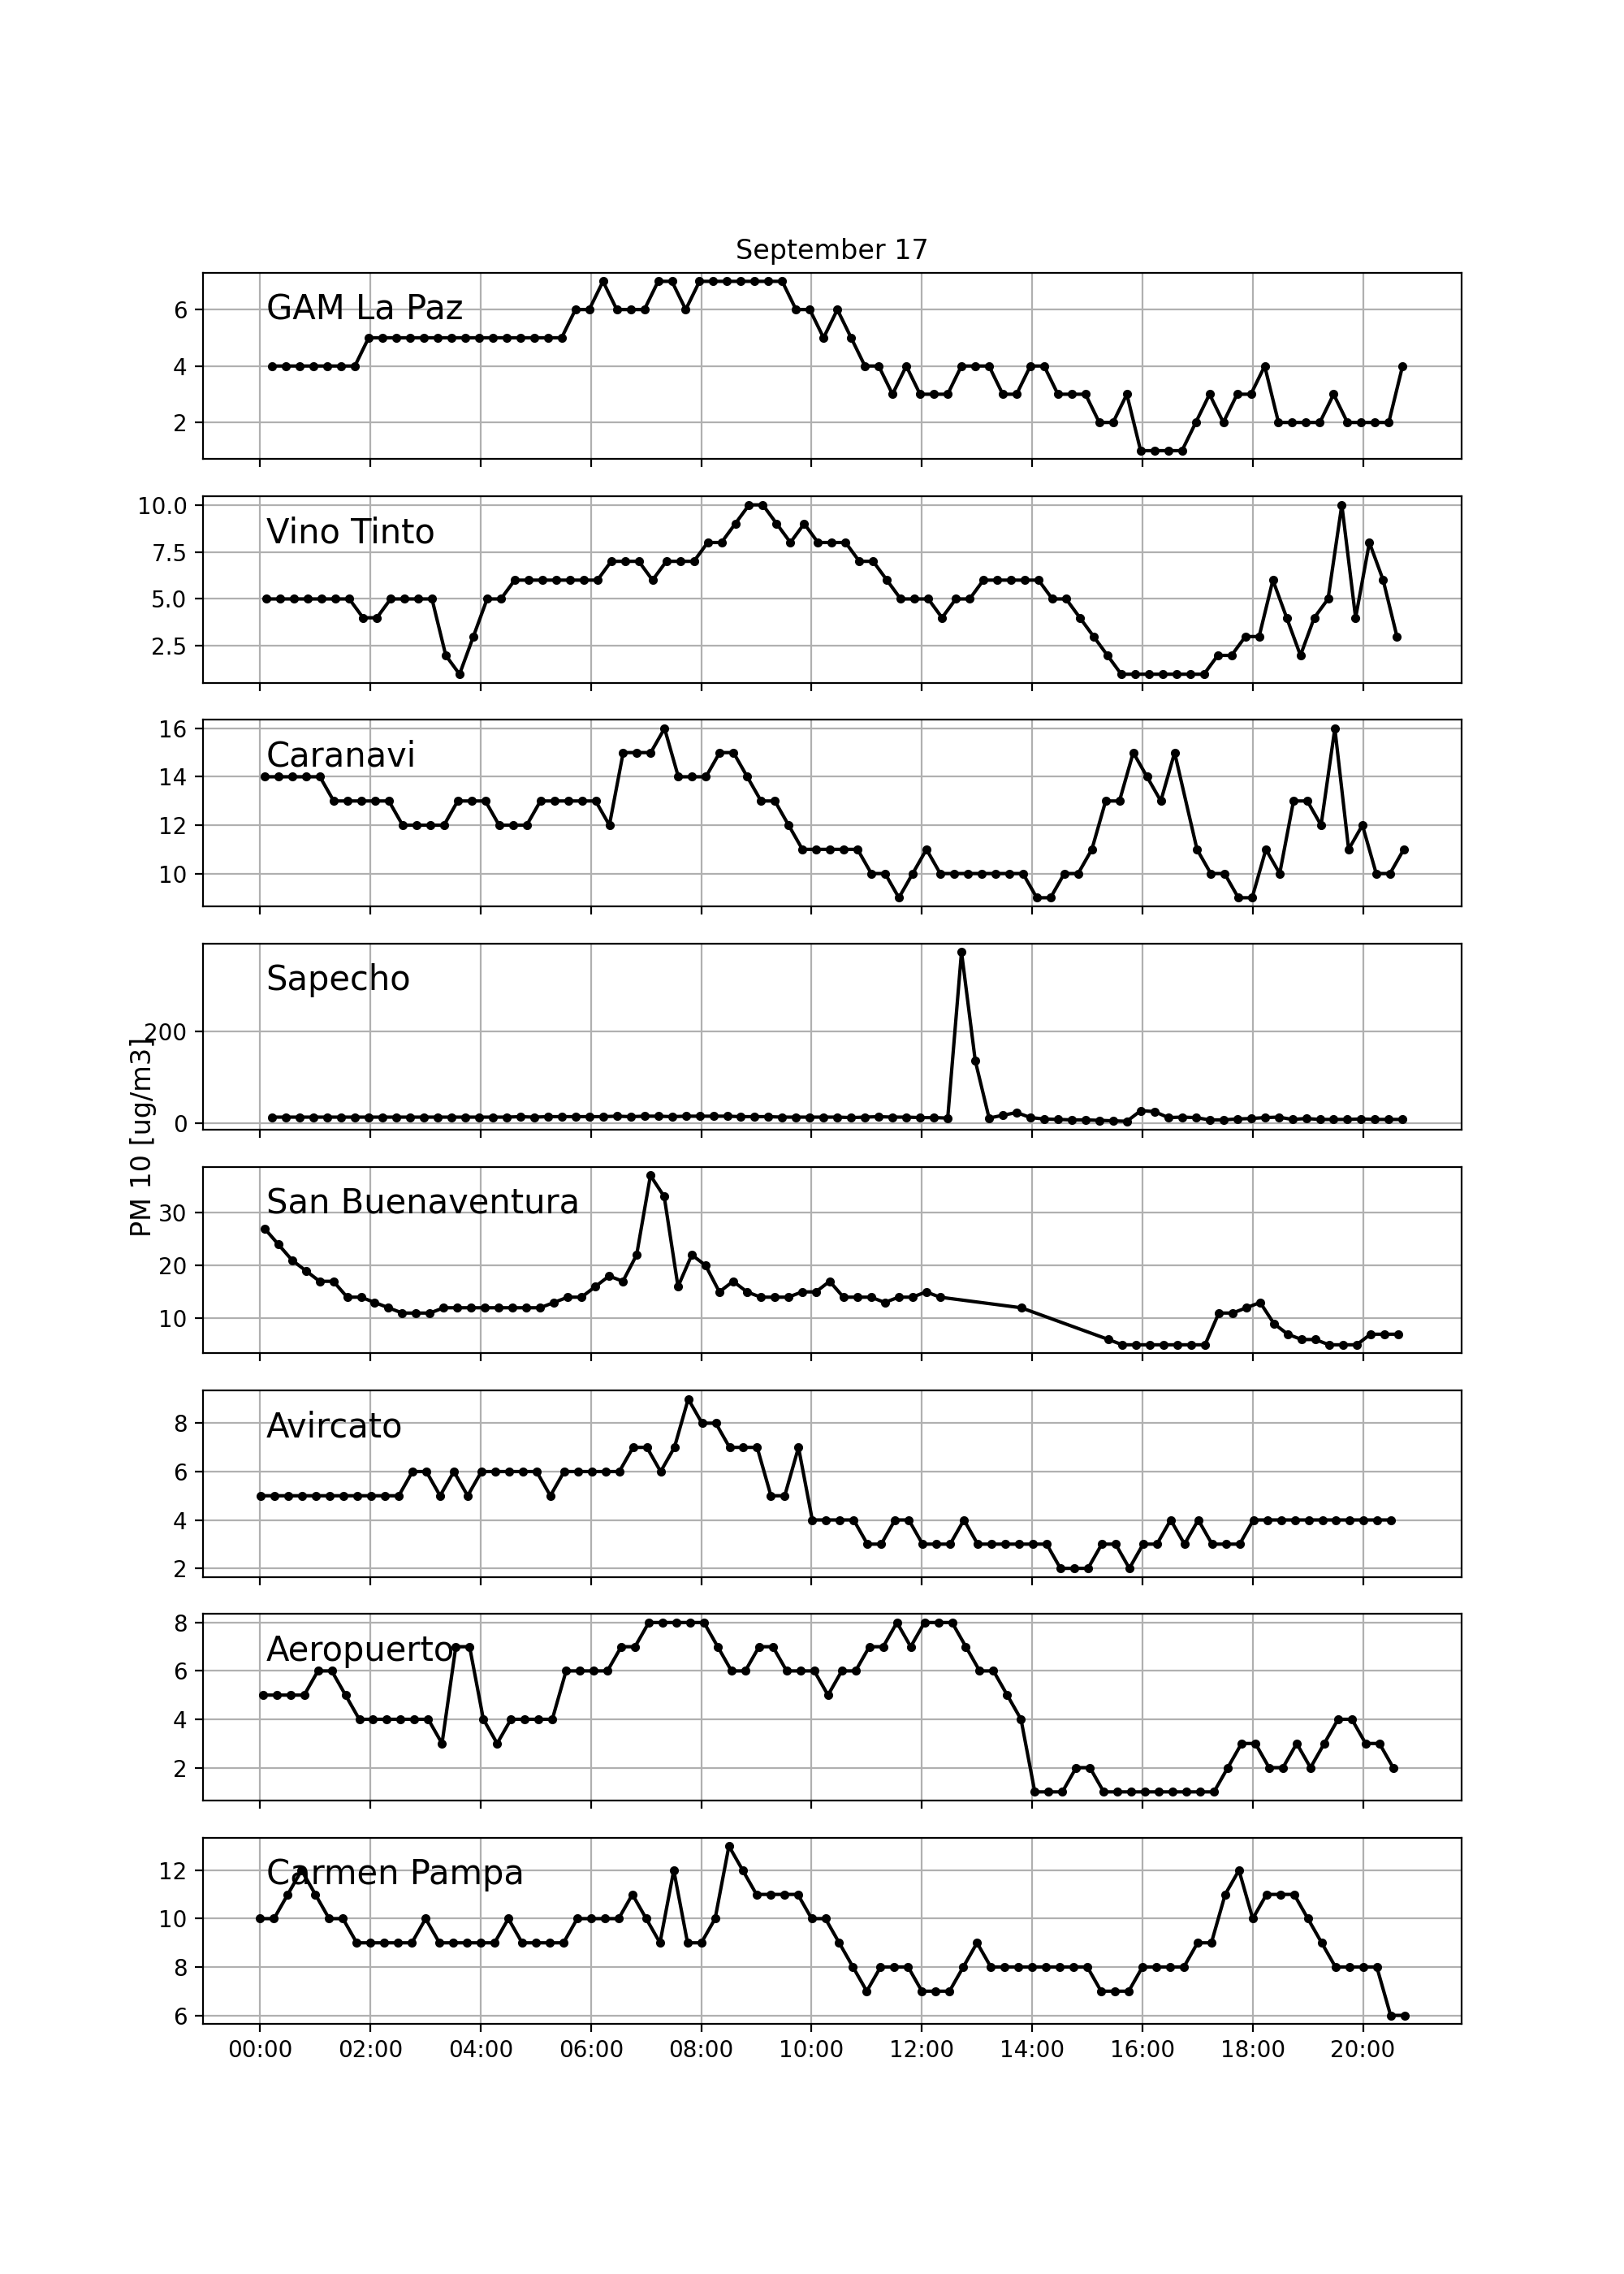 September 17
GAM La Paz
6
4
2
Vino Tinto
10.0
7.5
5.0
2.5
Caranavi
16
14
12
10
Sapecho
200
0
PM 10 [ug/m3]
San Buenaventura
30
20
10
Avircato
8
6
4
2
Aeropuerto
8
6
4
2
Carmen Pampa
12
10
8
6
00:00 02:00 04:00 06:00 08:00 10:00 12:00 14:00 16:00 18:00 20:00